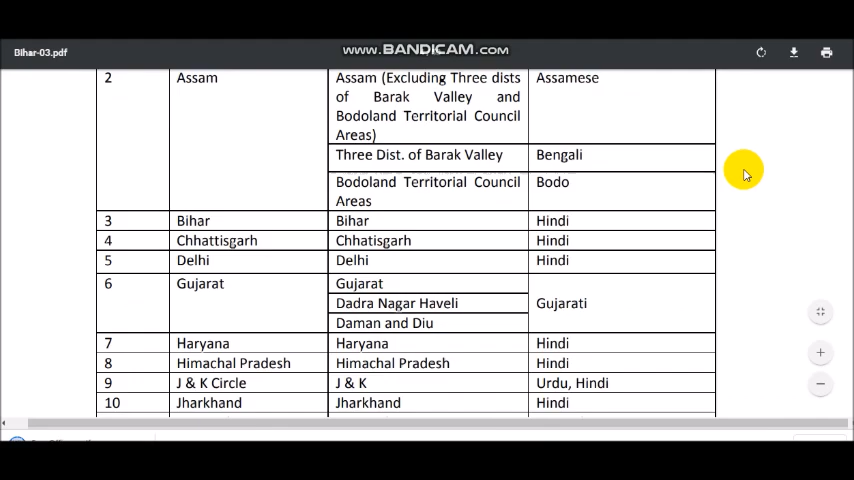 Bihar-03.pdf
www.BANDICAM.com
2 Assam Assam (Excluding Three dists Assamese
of Barak Valley and
Bodoland Territorial Council
Areas)
Three Dist. of Barak Valley Bengali
Bodoland Territorial Council Bodo
Areas
3 Bihar Bihar Hindi
4 Chhattisgarh Chhatisgarh Hindi
5 Delhi Delhi Hindi
6 Gujarat Gujarat
Dadra Nagar Haveli Gujarati
Daman and Diu
7 Haryana Haryana Hindi
8 Himachal Pradesh Himachal Pradesh Hindi
9 J & K Circle J & K Urdu, Hindi
10 Jharkhand Jharkhand Hindi